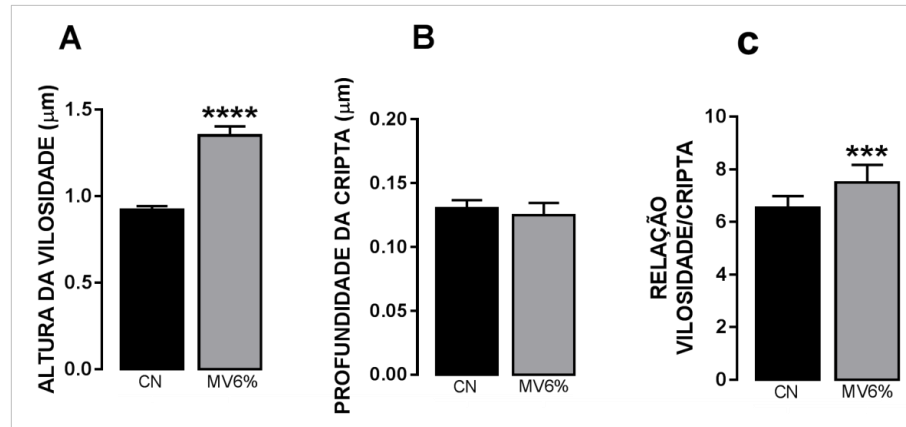 A
ALTURA DA VILOSIDADE (μm)
1.5
1.0
0.5
0.0
****
CN
MV6%
B
PROFUNDIDADE DA CRIPTA (μm)
0.20
0.15
0.10
0.05
0.00
CN
MV6%
C
RELAÇÃO
VILOSIDADE/CRIPTA
10
8
6
4
2
0
***
CN
MV6%